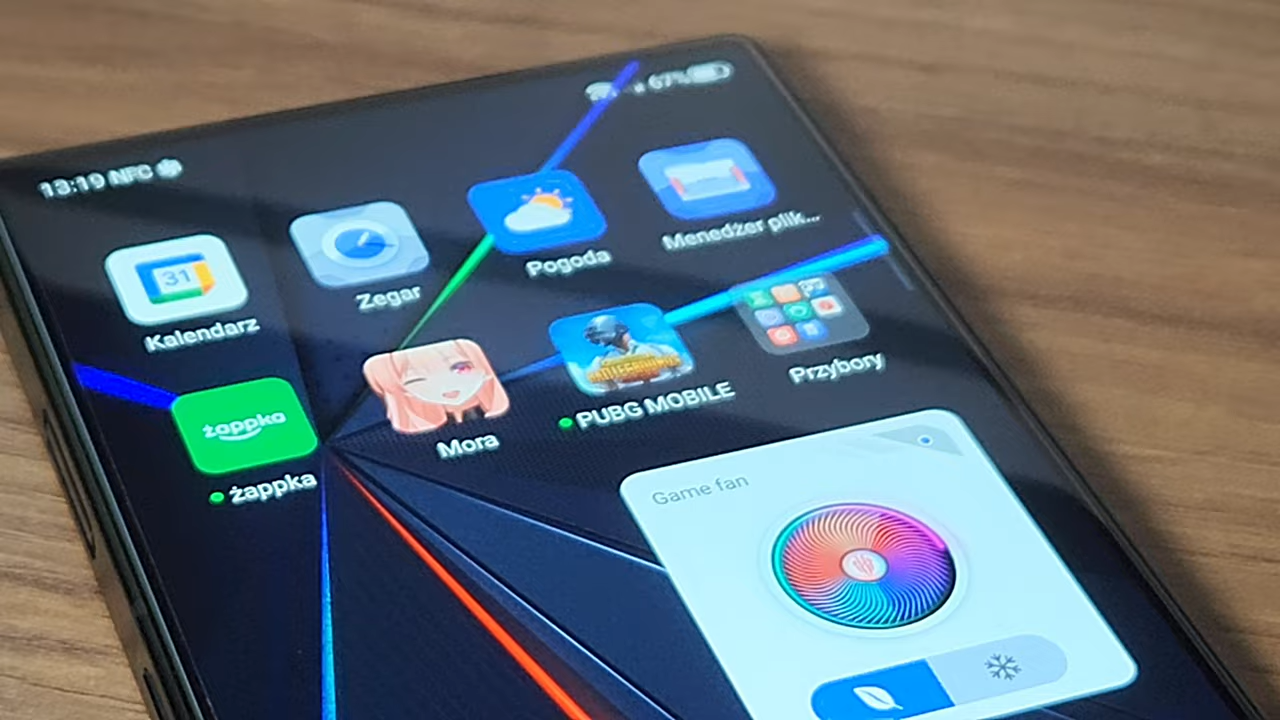 13:19 NFC
67%
31
Kalendarz
Zegar
Pogoda
Menedżer plik...
żappka
żappka
Mora
PUBG MOBILE
Przybory
Game fan